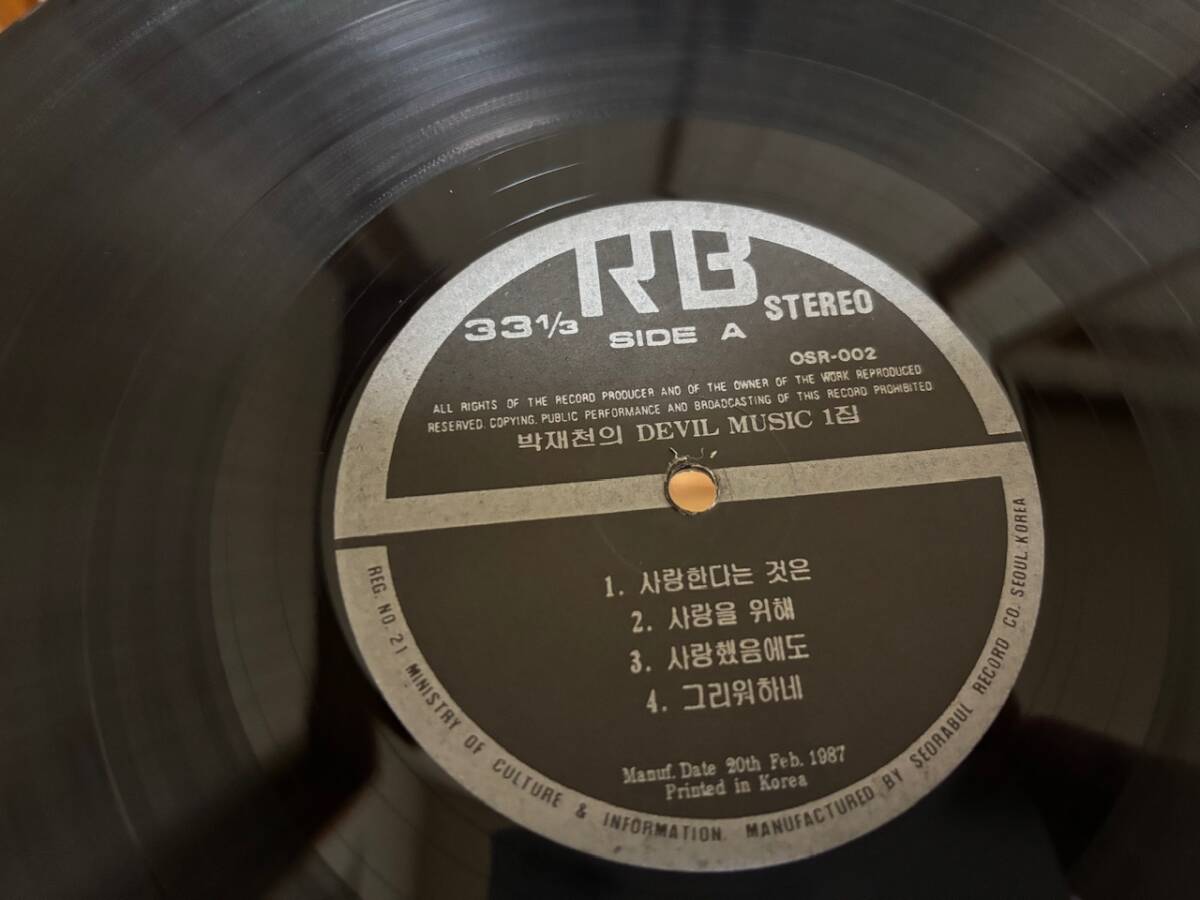 RB
33 1/3
SIDE A
STEREO
OSR-002
ALL RIGHTS OF THE RECORD PRODUCER AND OF THE OWNER OF THE WORK REPRODUCED
RESERVED. COPYING. PUBLIC PERFORMANCE AND BROADCASTING OF THIS RECORD PROHIBITED
박재천의 DEVIL MUSIC 1집
1. 사랑한다는 것은
2. 사랑을 위해
3. 사랑했음에도
4. 그리워하네
Manuf. Date 20th Feb. 1987
Printed in Korea
REG. NO. 21 MINISTRY OF CULTURE & INFORMATION. MANUFACTURED BY SEORABUL RECORD CO. SEOUL. KOREA